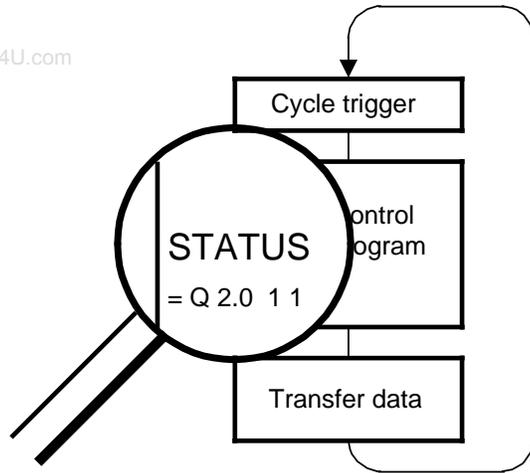 4U.com
Cycle trigger
ontrol
ogram
STATUS
= Q 2.0 1 1
Transfer data